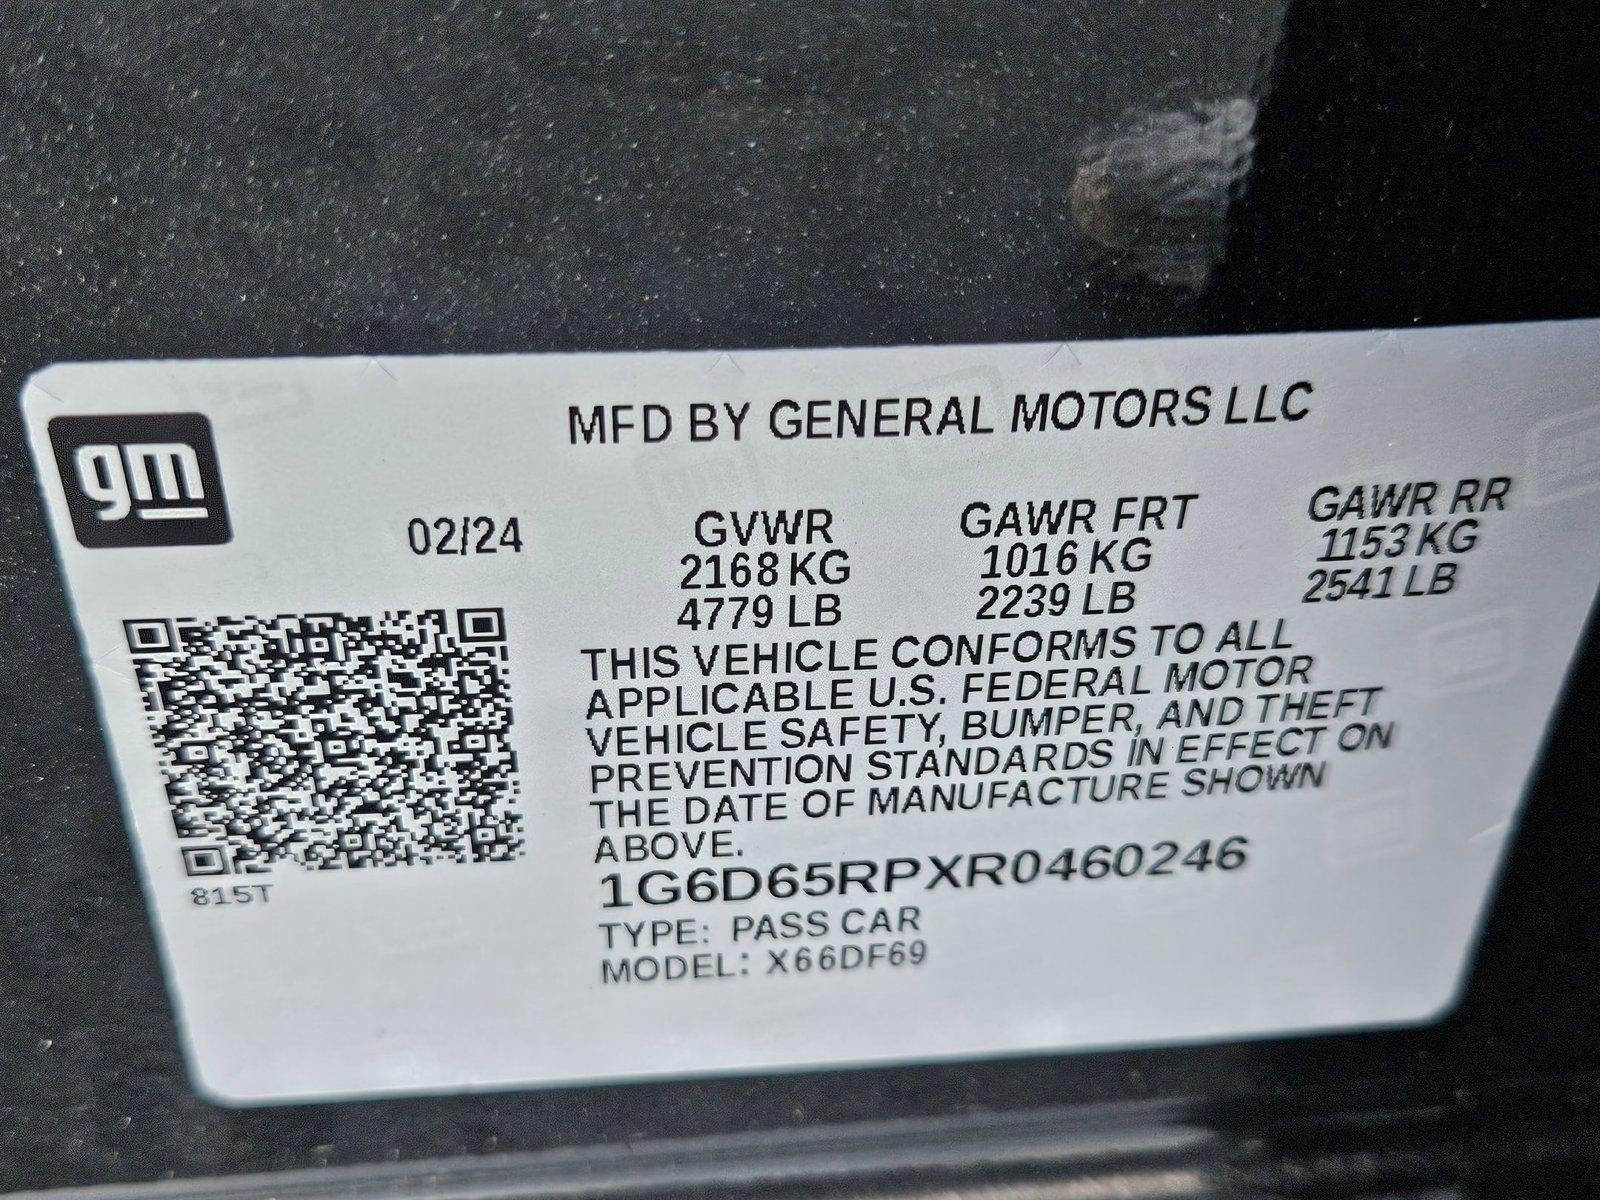 MFD BY GENERAL MOTORS LLC
gm
02/24
GVWR
2168 KG
4779 LB
GAWR FRT
1016 KG
2239 LB
GAWR RR
1153 KG
2541 LB
THIS VEHICLE CONFORMS TO ALL
APPLICABLE U.S. FEDERAL MOTOR
VEHICLE SAFETY, BUMPER, AND THEFT
PREVENTION STANDARDS IN EFFECT ON
THE DATE OF MANUFACTURE SHOWN
ABOVE.
815T
1G6D65RPXR0460246
TYPE: PASS CAR
MODEL: X66DF69